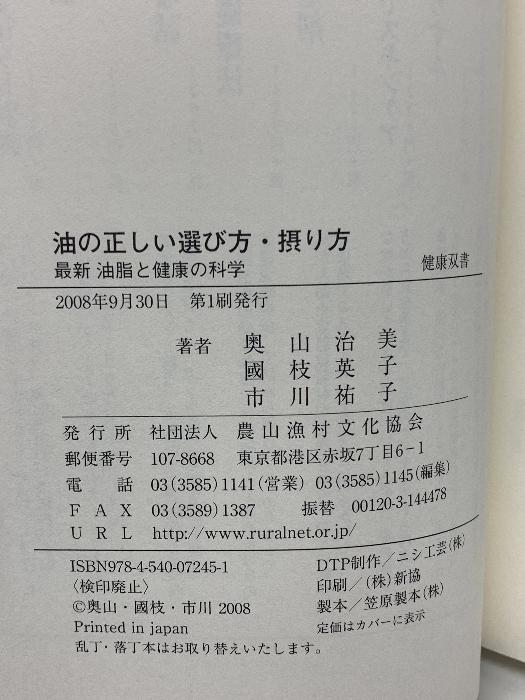 油の正しい選び方・摂り方
最新 油脂と健康の科学
健康双書
2008年9月30日 第1刷発行
著者 奥山治美
國枝英子
市川祐子
発行所 社団法人 農山漁村文化協会
郵便番号 107-8668 東京都港区赤坂7丁目6-1
電話 03(3585)1141(営業) 03(3585)1145(編集)
FAX 03(3589)1387 振替 00120-3-144478
URL http://www.ruralnet.or.jp/
ISBN978-4-540-07245-1
〈検印廃止〉
©奥山・國枝・市川 2008
Printed in japan
乱丁・落丁本はお取り替えいたします。
DTP制作/ニシ工芸(株)
印刷/(株)新協
製本/笠原製本(株)
定価はカバーに表示